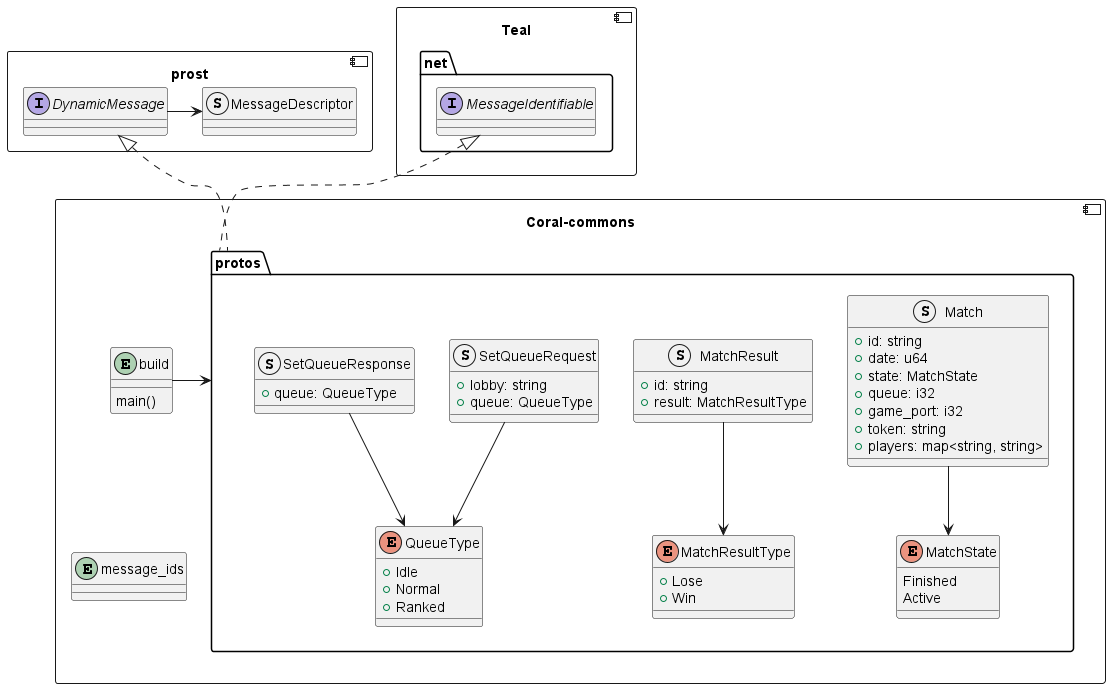 Teal
net
I MessageIdentifiable
prost
I DynamicMessage
S MessageDescriptor
Coral-commons
protos
E build
main()
S SetQueueResponse
queue: QueueType
S SetQueueRequest
lobby: string
queue: QueueType
S MatchResult
id: string
result: MatchResultType
S Match
id: string
date: u64
state: MatchState
queue: i32
game_port: i32
token: string
players: map<string, string>
E message_ids
E QueueType
Idle
Normal
Ranked
E MatchResultType
Lose
Win
E MatchState
Finished
Active